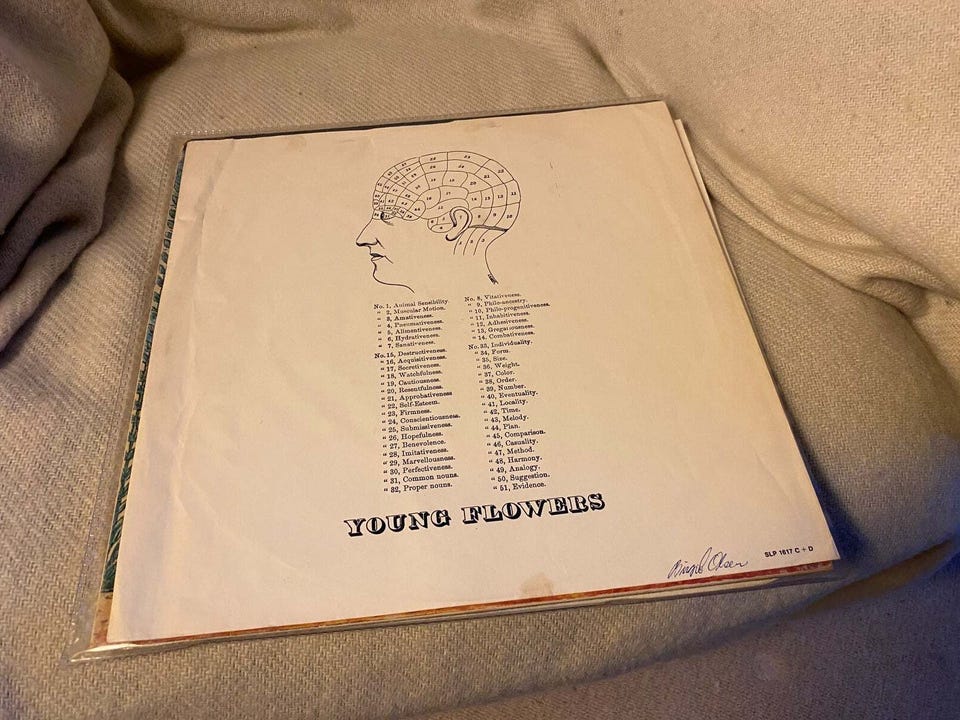 No. 1, Animal Sensibility.
" 2, Muscular Motion.
" 3, Amativeness.
" 4, Pneumativeness.
" 5, Alimentiveness.
" 6, Hydrativeness.
" 7, Sanativeness.
No. 8, Vitativeness.
" 9, Philo-ancestry.
" 10, Philo-progenitiveness.
" 11, Inhabitiveness.
" 12, Adhesiveness.
" 13, Gregariousness.
" 14. Combativeness.
No. 15, Destructiveness.
" 16, Acquisitiveness.
" 17, Secretiveness.
" 18, Watchfulness.
" 19, Cautiousness.
" 20, Resentfulness.
" 21, Approbativeness
" 22, Self-Esteem.
" 23, Firmness.
" 24, Conscientiousness.
" 25, Submissiveness.
" 26, Hopefulness.
" 27, Benevolence.
" 28, Imitativeness.
" 29, Marvellousness.
" 30, Perfectiveness.
" 31, Common nouns.
" 32, Proper nouns.
No. 33, Individuality.
" 34, Form.
" 35, Size.
" 36, Weight.
" 37, Color.
" 38, Order.
" 39, Number.
" 40, Eventuality.
" 41, Locality.
" 42, Time.
" 43, Melody.
" 44, Plan.
" 45, Comparison.
" 46, Casuality.
" 47, Method.
" 48, Harmony.
" 49, Analogy.
" 50, Suggestion.
" 51, Evidence.
YOUNG FLOWERS
Olsen
SLP 1617 C + D